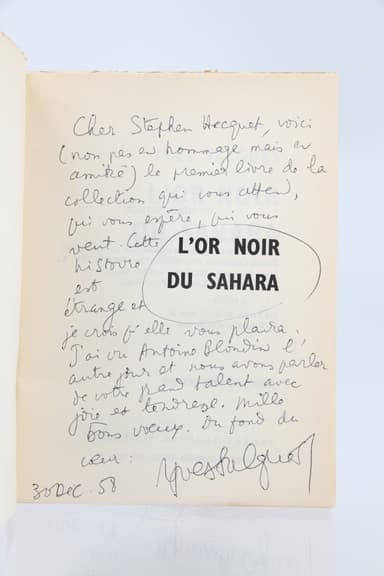 Cher Stephen Hecquet, voici
(non pas en hommage mais en
amitié) le premier livre de la
collection qui vous attend,
qui vous espère, qui vous
veut. Cette
histoire
est
étrange et
L'OR NOIR
DU SAHARA
je crois qu'elle vous plaira.
J'ai vu Antoine Blondin l'
autre jour et nous avons parlé
de votre grand talent avec
joie et tendresse. Mille
bons voeux. Du fond du
coeur :
Yves Salgues
30 Dec. 58